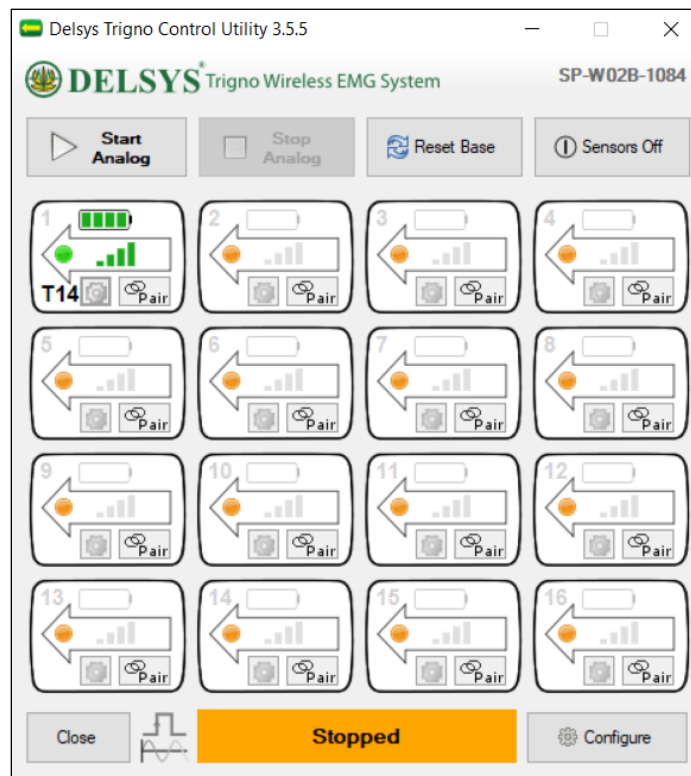 Delsys Trigno Control Utility 3.5.5
DELSYS® Trigno Wireless EMG System
SP-W02B-1084
Start
Analog
Stop
Analog
Reset Base
Sensors Off
1
T14
Pair
2
Pair
3
Pair
4
Pair
5
Pair
6
Pair
7
Pair
8
Pair
9
Pair
10
Pair
11
Pair
12
Pair
13
Pair
14
Pair
15
Pair
16
Pair
Close
Stopped
Configure